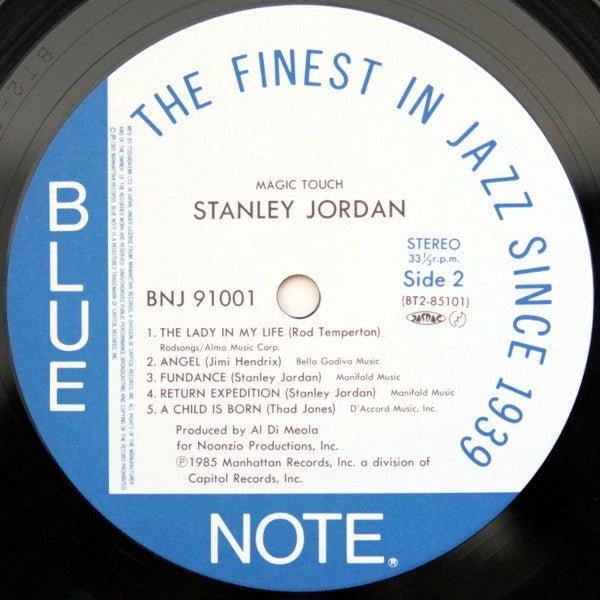 THE FINEST IN JAZZ SINCE 1939
BLUE
NOTE®
MAGIC TOUCH
STANLEY JORDAN
STEREO
33⅓r.p.m.
Side 2
(BT2-85101)
BNJ 91001
JASRAC
1. THE LADY IN MY LIFE (Rod Temperton)
Rodsongs/Almo Music Corp.
2. ANGEL (Jimi Hendrix) Bella Godiva Music
3. FUNDANCE (Stanley Jordan) Manifold Music
4. RETURN EXPEDITION (Stanley Jordan) Manifold Music
5. A CHILD IS BORN (Thad Jones) D'Accord Music, Inc.
Produced by Al Di Meola
for Noonzio Productions, Inc.
Ⓟ1985 Manhattan Records, Inc. a division of
Capitol Records, Inc.